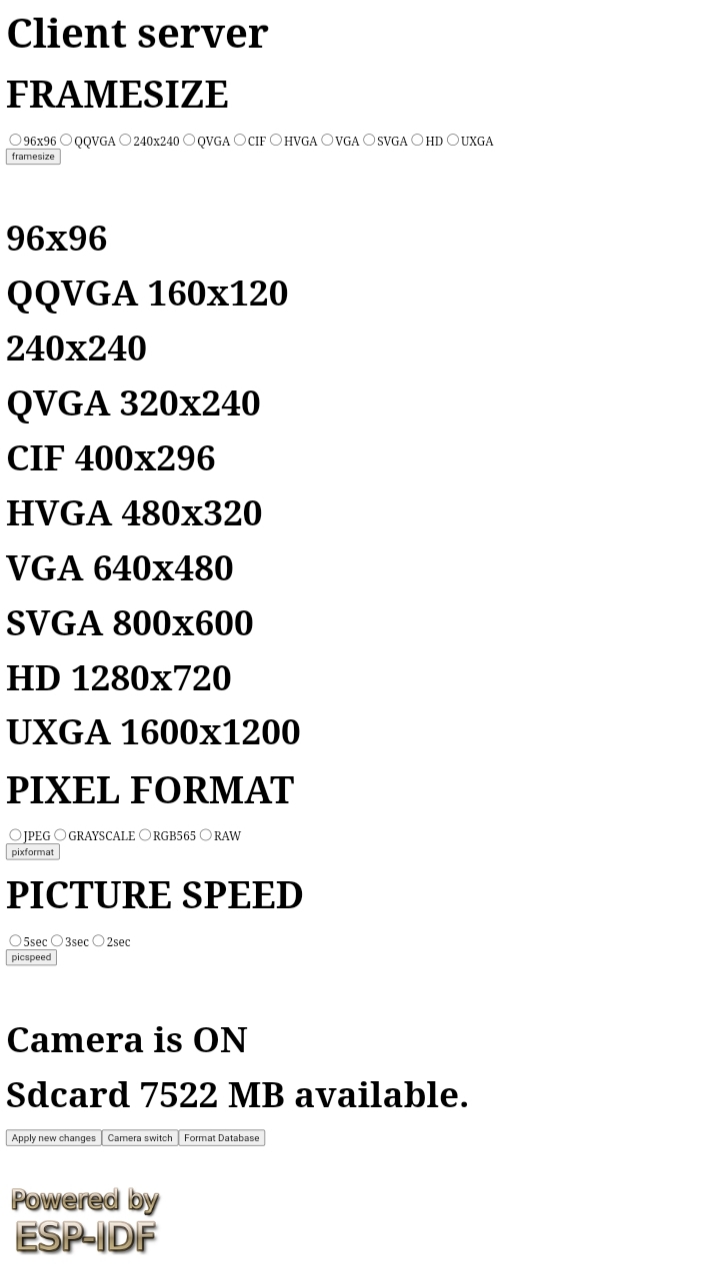 Client server
FRAMESIZE
96x96 QQVGA 240x240 QVGA CIF HVGA VGA SVGA HD UXGA
framesize
96x96
QQVGA 160x120
240x240
QVGA 320x240
CIF 400x296
HVGA 480x320
VGA 640x480
SVGA 800x600
HD 1280x720
UXGA 1600x1200
PIXEL FORMAT
JPEG GRAYSCALE RGB565 RAW
pixformat
PICTURE SPEED
5sec 3sec 2sec
picspeed
Camera is ON
Sdcard 7522 MB available.
Apply new changes Camera switch Format Database
Powered by
ESP-IDF